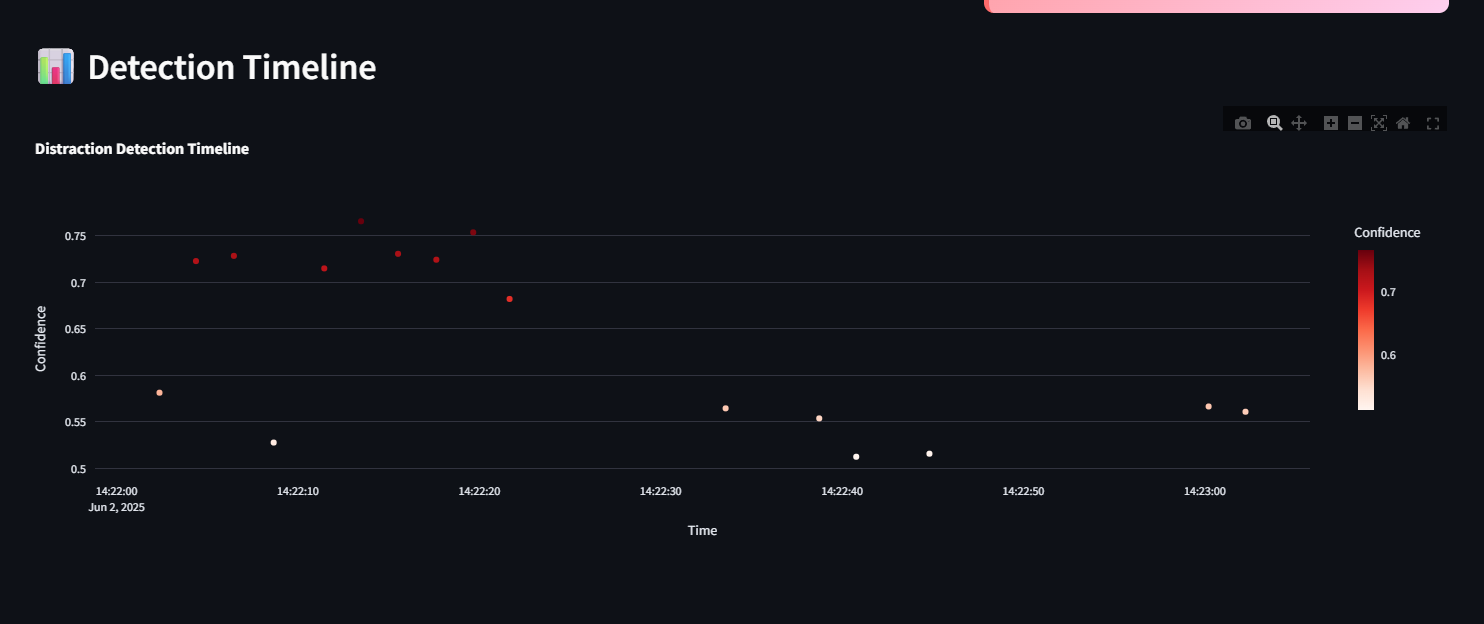 Detection Timeline
Distraction Detection Timeline
Confidence
0.75
0.7
0.65
0.6
0.55
0.5
Confidence
0.7
0.6
14:22:00 14:22:10 14:22:20 14:22:30 14:22:40 14:22:50 14:23:00
Jun 2, 2025
Time